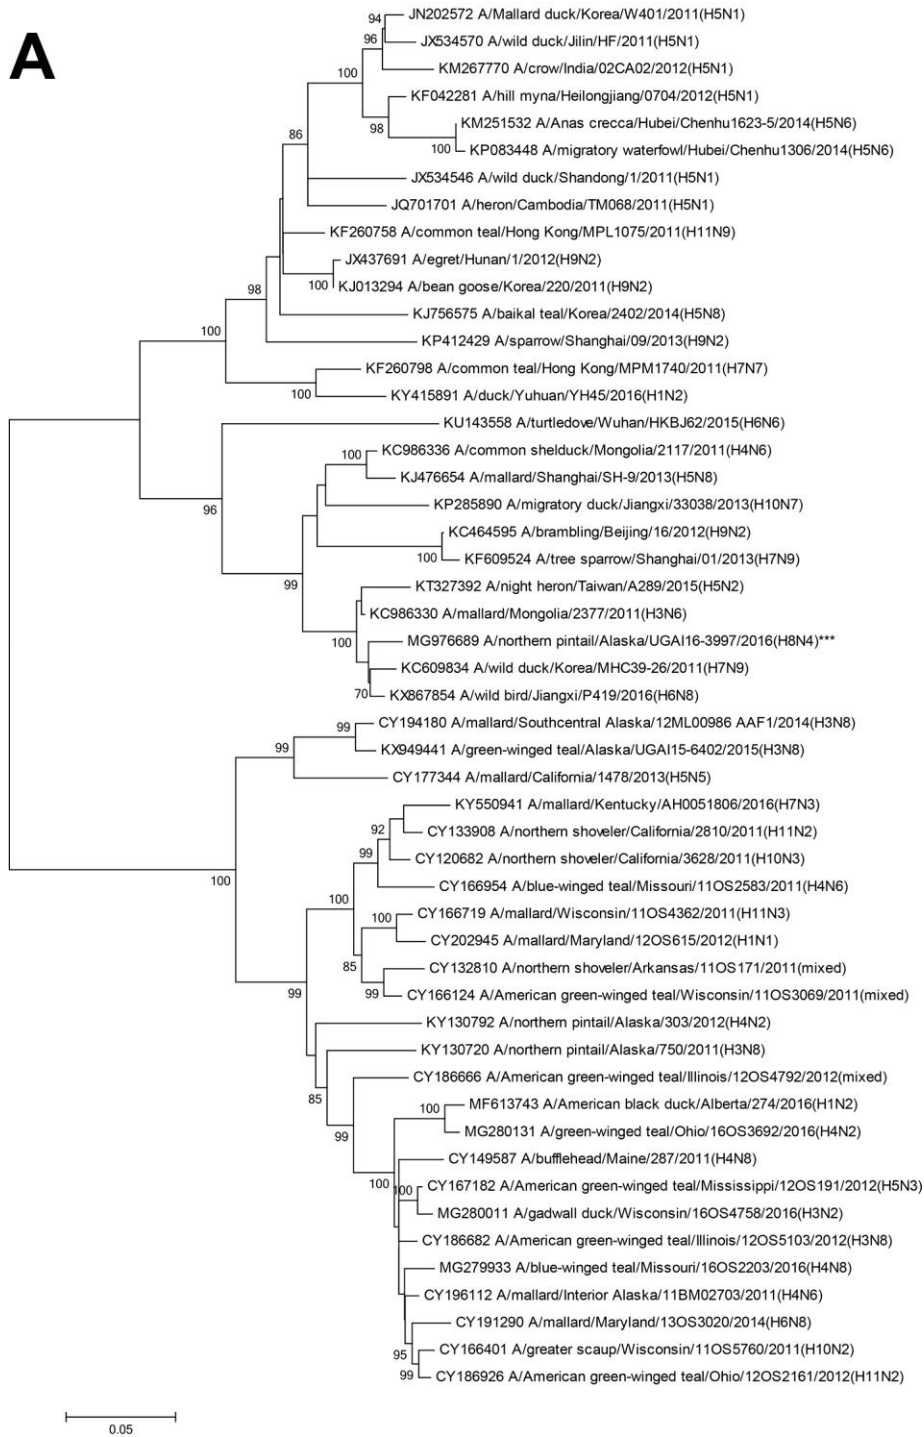 A
94
JN202572 A/Mallard duck/Korea/W401/2011(H5N1)
96
JX534570 A/wild duck/Jilin/HF/2011(H5N1)
100
KM267770 A/crow/India/02CA02/2012(H5N1)
KF042281 A/hill myna/Heilongjiang/0704/2012(H5N1)
98
KM251532 A/Anas crecca/Hubei/Chenhu1623-5/2014(H5N6)
86
100
KP083448 A/migratory waterfowl/Hubei/Chenhu1306/2014(H5N6)
JX534546 A/wild duck/Shandong/1/2011(H5N1)
JQ701701 A/heron/Cambodia/TM068/2011(H5N1)
KF260758 A/common teal/Hong Kong/MPL1075/2011(H11N9)
JX437691 A/egret/Hunan/1/2012(H9N2)
98
100
KJ013294 A/bean goose/Korea/220/2011(H9N2)
KJ756575 A/baikal teal/Korea/2402/2014(H5N8)
100
KP412429 A/sparrow/Shanghai/09/2013(H9N2)
KF260798 A/common teal/Hong Kong/MPM1740/2011(H7N7)
100
KY415891 A/duck/Yuhuan/YH45/2016(H1N2)
KU143558 A/turtledove/Wuhan/HKBJ62/2015(H6N6)
100
KC986336 A/common shelduck/Mongolia/2117/2011(H4N6)
KJ476654 A/mallard/Shanghai/SH-9/2013(H5N8)
96
KP285890 A/migratory duck/Jiangxi/33038/2013(H10N7)
KC464595 A/brambling/Beijing/16/2012(H9N2)
100
KF609524 A/tree sparrow/Shanghai/01/2013(H7N9)
99
KT327392 A/night heron/Taiwan/A289/2015(H5N2)
KC986330 A/mallard/Mongolia/2377/2011(H3N6)
100
MG976689 A/northern pintail/Alaska/UGAI16-3997/2016(H8N4)***
KC609834 A/wild duck/Korea/MHC39-26/2011(H7N9)
70
KX867854 A/wild bird/Jiangxi/P419/2016(H6N8)
99
CY194180 A/mallard/Southcentral Alaska/12ML00986 AAF1/2014(H3N8)
99
KX949441 A/green-winged teal/Alaska/UGAI15-6402/2015(H3N8)
CY177344 A/mallard/California/1478/2013(H5N5)
KY550941 A/mallard/Kentucky/AH0051806/2016(H7N3)
92
CY133908 A/northern shoveler/California/2810/2011(H11N2)
99
CY120682 A/northern shoveler/California/3628/2011(H10N3)
100
CY166954 A/blue-winged teal/Missouri/11OS2583/2011(H4N6)
100
100
CY166719 A/mallard/Wisconsin/11OS4362/2011(H11N3)
CY202945 A/mallard/Maryland/12OS615/2012(H1N1)
85
CY132810 A/northern shoveler/Arkansas/11OS171/2011(mixed)
99
99
CY166124 A/American green-winged teal/Wisconsin/11OS3069/2011(mixed)
KY130792 A/northern pintail/Alaska/303/2012(H4N2)
KY130720 A/northern pintail/Alaska/750/2011(H3N8)
85
CY186666 A/American green-winged teal/Illinois/12OS4792/2012(mixed)
100
MF613743 A/American black duck/Alberta/274/2016(H1N2)
99
MG280131 A/green-winged teal/Ohio/16OS3692/2016(H4N2)
CY149587 A/bufflehead/Maine/287/2011(H4N8)
100
100
CY167182 A/American green-winged teal/Mississippi/12OS191/2012(H5N3)
MG280011 A/gadwall duck/Wisconsin/16OS4758/2016(H3N2)
CY186682 A/American green-winged teal/Illinois/12OS5103/2012(H3N8)
MG279933 A/blue-winged teal/Missouri/16OS2203/2016(H4N8)
CY196112 A/mallard/Interior Alaska/11BM02703/2011(H4N6)
CY191290 A/mallard/Maryland/13OS3020/2014(H6N8)
95
CY166401 A/greater scaup/Wisconsin/11OS5760/2011(H10N2)
99
CY186926 A/American green-winged teal/Ohio/12OS2161/2012(H11N2)
0.05